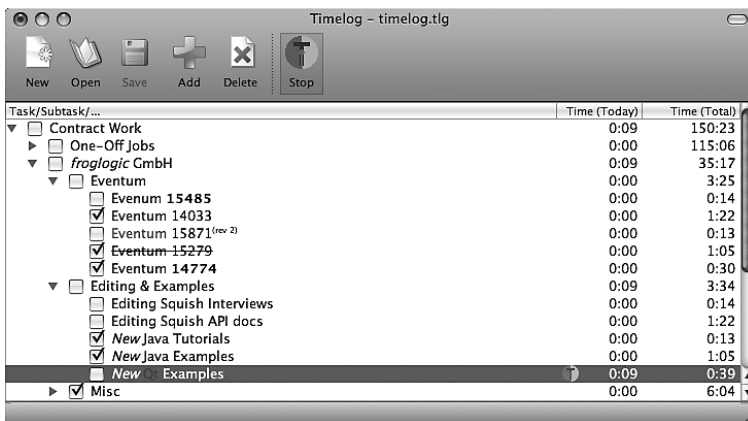 Timelog – timelog.tlg
New Open Save Add Delete Stop
Task/Subtask/... Time (Today) Time (Total)
Contract Work 0:09 150:23
One-Off Jobs 0:00 115:06
froglogic GmbH 0:09 35:17
Eventum 0:00 3:25
Evenum 15485 0:00 0:14
Eventum 14033 0:00 1:22
Eventum 15871(rev 2) 0:00 0:13
Eventum 15279 0:00 1:05
Eventum 14774 0:00 0:30
Editing & Examples 0:09 3:34
Editing Squish Interviews 0:00 0:14
Editing Squish API docs 0:00 1:22
New Java Tutorials 0:00 0:13
New Java Examples 0:00 1:05
New Qt Examples 0:09 0:39
Misc 0:00 6:04